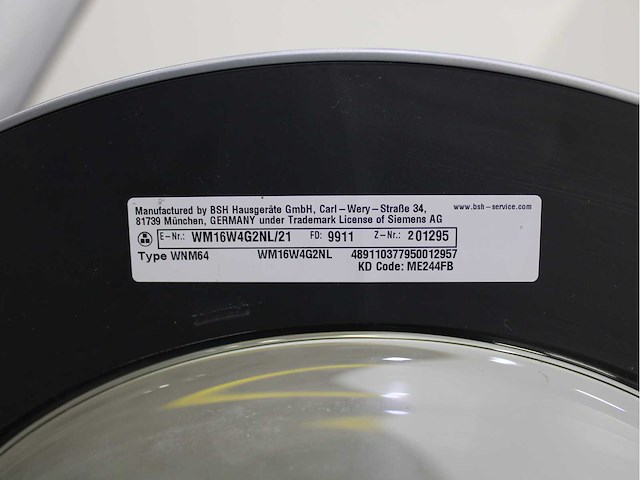 Manufactured by BSH Hausgeräte GmbH, Carl-Wery-Straße 34, www.bsh-service.com
81739 München, GERMANY under Trademark License of Siemens AG
E-Nr.: WM16W4G2NL/21 FD: 9911 Z-Nr.: 201295
Type WNM64 WM16W4G2NL 489110377950012957
KD Code: ME244FB